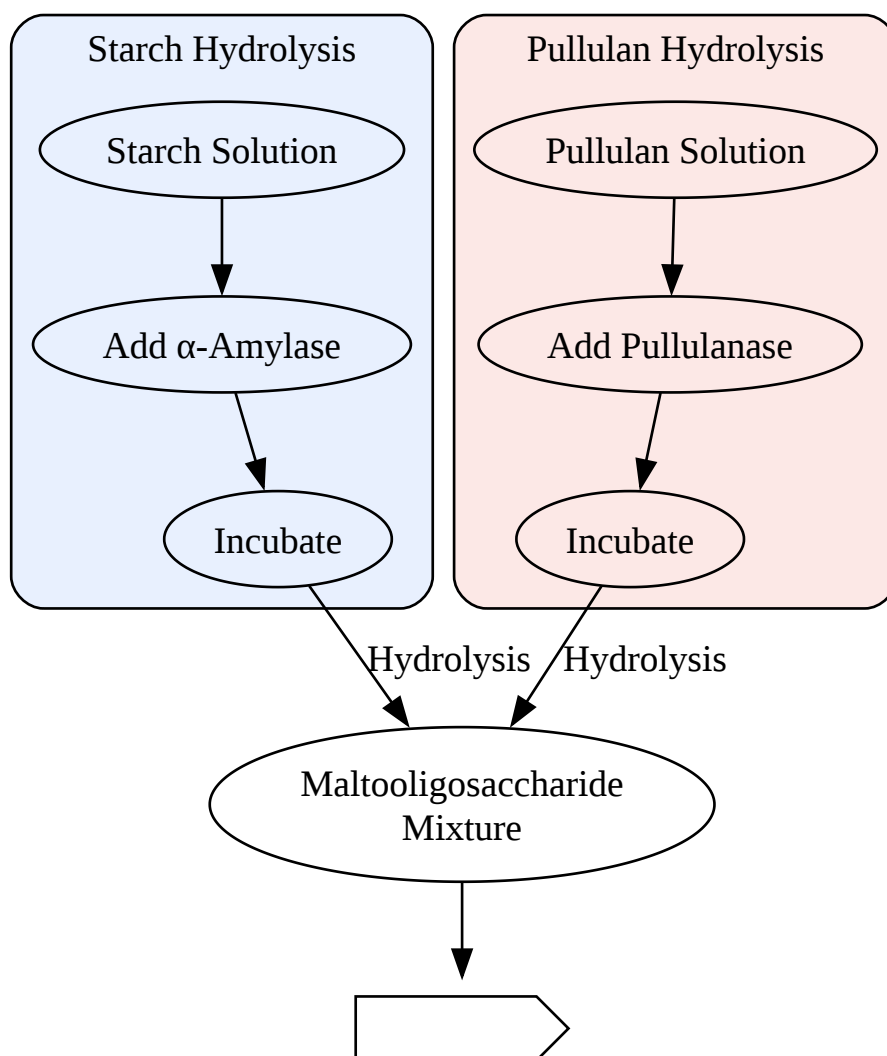 Starch Hydrolysis
Pullulan Hydrolysis
Starch Solution
Pullulan Solution
Add α-Amylase
Add Pullulanase
Incubate
Incubate
Hydrolysis
Hydrolysis
Maltooligosaccharide
Mixture